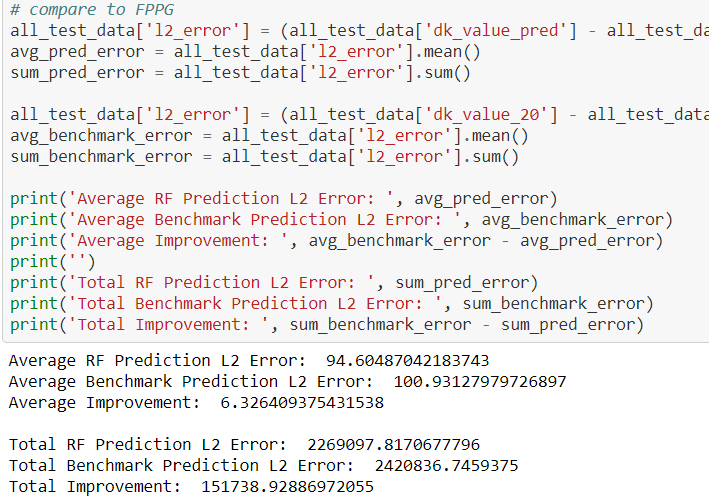 # compare to FPPG
all_test_data['l2_error'] = (all_test_data['dk_value_pred'] - all_test_da
avg_pred_error = all_test_data['l2_error'].mean()
sum_pred_error = all_test_data['l2_error'].sum()
all_test_data['l2_error'] = (all_test_data['dk_value_20'] - all_test_data
avg_benchmark_error = all_test_data['l2_error'].mean()
sum_benchmark_error = all_test_data['l2_error'].sum()
print('Average RF Prediction L2 Error: ', avg_pred_error)
print('Average Benchmark Prediction L2 Error: ', avg_benchmark_error)
print('Average Improvement: ', avg_benchmark_error - avg_pred_error)
print('')
print('Total RF Prediction L2 Error: ', sum_pred_error)
print('Total Benchmark Prediction L2 Error: ', sum_benchmark_error)
print('Total Improvement: ', sum_benchmark_error - sum_pred_error)
Average RF Prediction L2 Error:  94.60487042183743
Average Benchmark Prediction L2 Error:  100.93127979726897
Average Improvement:  6.326409375431538
Total RF Prediction L2 Error:  2269097.8170677796
Total Benchmark Prediction L2 Error:  2420836.7459375
Total Improvement:  151738.92886972055